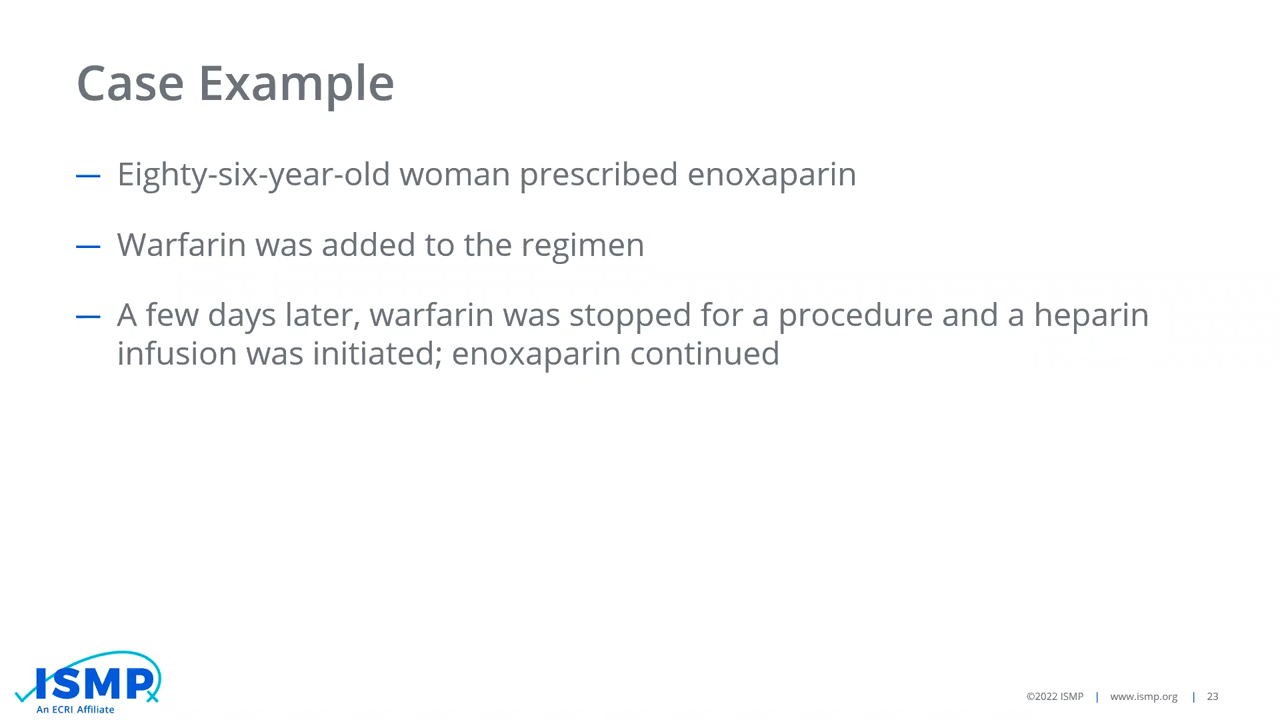 Case Example
— Eighty-six-year-old woman prescribed enoxaparin
— Warfarin was added to the regimen
— A few days later, warfarin was stopped for a procedure and a heparin
infusion was initiated; enoxaparin continued
ISMP
An ECRI Affiliate
©2022 ISMP | www.ismp.org | 23